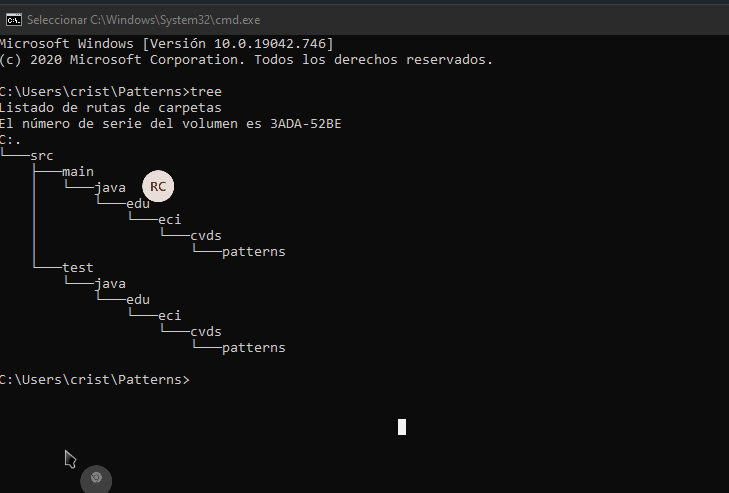 Seleccionar C:\Windows\System32\cmd.exe
Microsoft Windows [Versión 10.0.19042.746]
(c) 2020 Microsoft Corporation. Todos los derechos reservados.
C:\Users\crist\Patterns>tree
Listado de rutas de carpetas
El número de serie del volumen es 3ADA-52BE
C:.
└───src
    ├───main
    │   └───java
RC
    │       └───edu
    │           └───eci
    │               └───cvds
    │                   └───patterns
    └───test
        └───java
            └───edu
                └───eci
                    └───cvds
                        └───patterns
C:\Users\crist\Patterns>